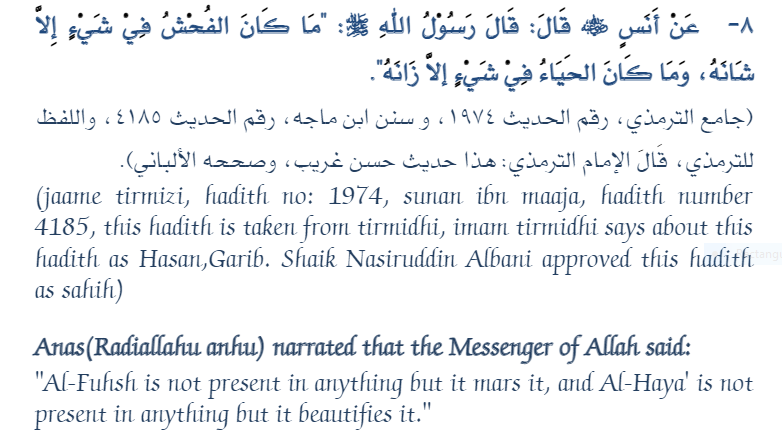 ٨- عَنْ أَنَسٍ ؓ قَالَ: قَالَ رَسُوْلُ اللهِ ﷺ: "مَا كَانَ الفُحْشُ فِيْ شَيْءٍ إِلاَّ
شَانَهُ، وَمَا كَانَ الحَيَاءُ فِيْ شَيْءٍ إلاَّ زَانَهُ".
(جامع الترمذي، رقم الحديث ١٩٧٤، و سنن ابن ماجه، رقم الحديث ٤١٨٥، واللفظ
للترمذي، قَالَ الإمام الترمذي: هذا حديث حسن غريب، وصححه الألباني).
(jaame tirmizi, hadith no: 1974, sunan ibn maaja, hadith number
4185, this hadith is taken from tirmidhi, imam tirmidhi says about this
hadith as Hasan,Garib. Shaik Nasiruddin Albani approved this hadith
as sahih)
Anas(Radiallahu anhu) narrated that the Messenger of Allah said:
"Al-Fuhsh is not present in anything but it mars it, and Al-Haya' is not
present in anything but it beautifies it."